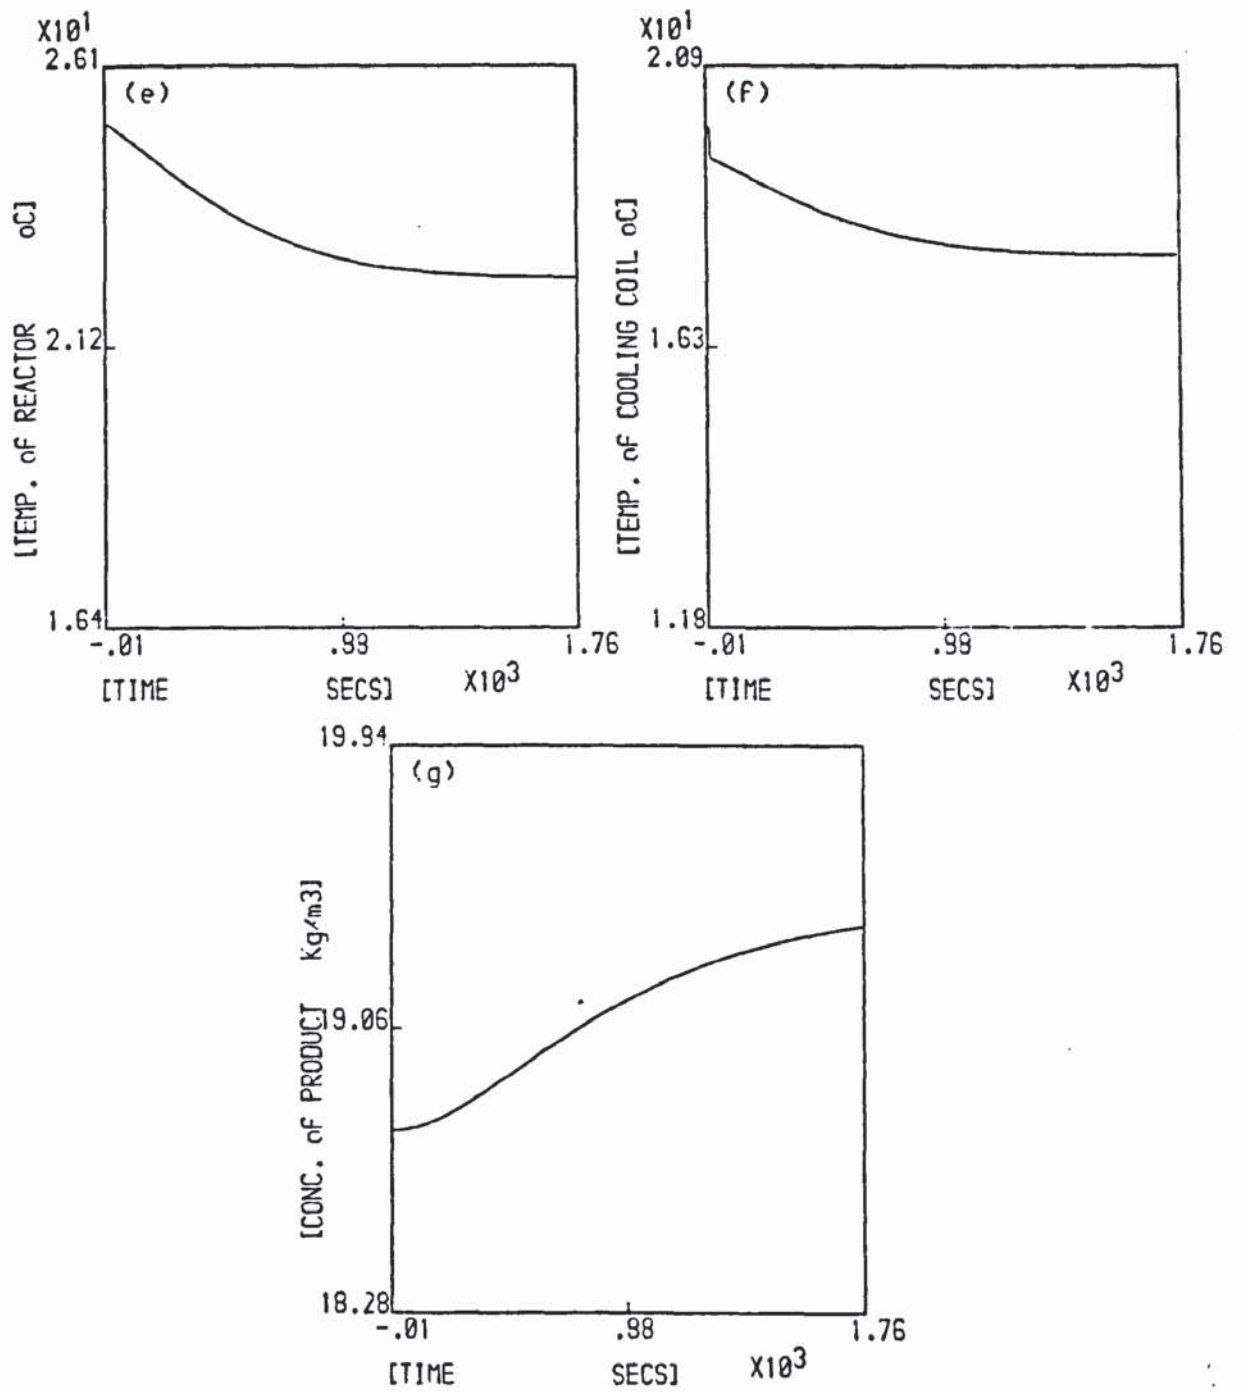 X10¹
2.61
(e)
[TEMP. of REACTOR oC]
2.12
1.64
-.01 .99 1.76
[TIME SECS] X10³
X10¹
2.09
(f)
[TEMP. of COOLING COIL oC]
1.63
1.18
-.01 .98 1.76
[TIME SECS] X10³
19.94
(g)
[CONC. of PRODUCT Kg/m3]
19.06
18.28
-.01 .98 1.76
[TIME SECS] X10³